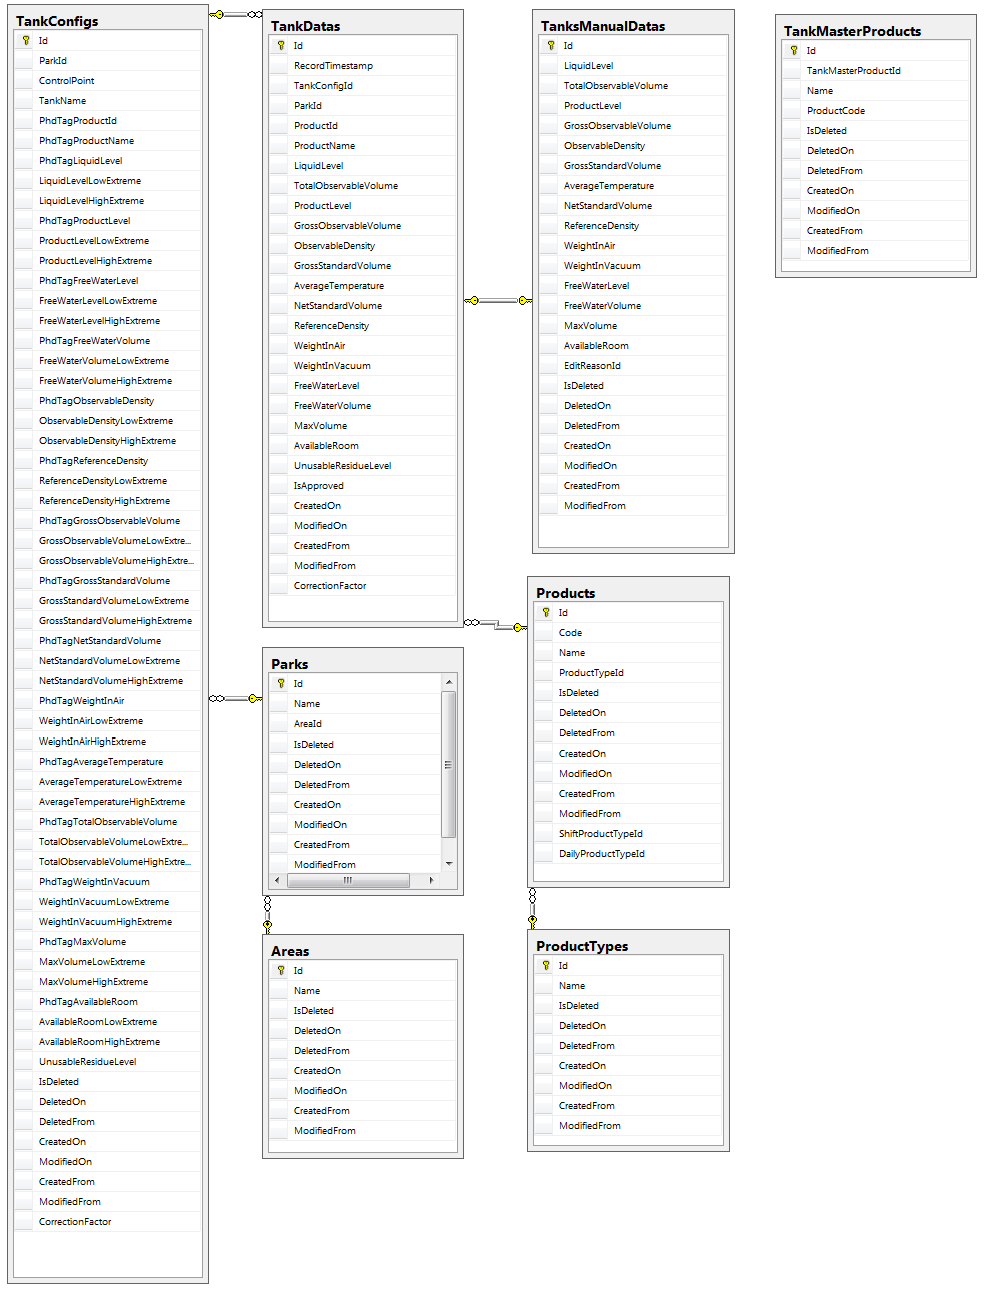 TankConfigs
Id
ParkId
ControlPoint
TankName
PhdTagProductId
PhdTagProductName
PhdTagLiquidLevel
LiquidLevelLowExtreme
LiquidLevelHighExtreme
PhdTagProductLevel
ProductLevelLowExtreme
ProductLevelHighExtreme
PhdTagFreeWaterLevel
FreeWaterLevelLowExtreme
FreeWaterLevelHighExtreme
PhdTagFreeWaterVolume
FreeWaterVolumeLowExtreme
FreeWaterVolumeHighExtreme
PhdTagObservableDensity
ObservableDensityLowExtreme
ObservableDensityHighExtreme
PhdTagReferenceDensity
ReferenceDensityLowExtreme
ReferenceDensityHighExtreme
PhdTagGrossObservableVolume
GrossObservableVolumeLowExtre...
GrossObservableVolumeHighExtre...
PhdTagGrossStandardVolume
GrossStandardVolumeLowExtreme
GrossStandardVolumeHighExtreme
PhdTagNetStandardVolume
NetStandardVolumeLowExtreme
NetStandardVolumeHighExtreme
PhdTagWeightInAir
WeightInAirLowExtreme
WeightInAirHighExtreme
PhdTagAverageTemperature
AverageTemperatureLowExtreme
AverageTemperatureHighExtreme
PhdTagTotalObservableVolume
TotalObservableVolumeLowExtre...
TotalObservableVolumeHighExtre...
PhdTagWeightInVacuum
WeightInVacuumLowExtreme
WeightInVacuumHighExtreme
PhdTagMaxVolume
MaxVolumeLowExtreme
MaxVolumeHighExtreme
PhdTagAvailableRoom
AvailableRoomLowExtreme
AvailableRoomHighExtreme
UnusableResidueLevel
IsDeleted
DeletedOn
DeletedFrom
CreatedOn
ModifiedOn
CreatedFrom
ModifiedFrom
CorrectionFactor
TankDatas
Id
RecordTimestamp
TankConfigId
ParkId
ProductId
ProductName
LiquidLevel
TotalObservableVolume
ProductLevel
GrossObservableVolume
ObservableDensity
GrossStandardVolume
AverageTemperature
NetStandardVolume
ReferenceDensity
WeightInAir
WeightInVacuum
FreeWaterLevel
FreeWaterVolume
MaxVolume
AvailableRoom
UnusableResidueLevel
IsApproved
CreatedOn
ModifiedOn
CreatedFrom
ModifiedFrom
CorrectionFactor
Parks
Id
Name
AreaId
IsDeleted
DeletedOn
DeletedFrom
CreatedOn
ModifiedOn
CreatedFrom
ModifiedFrom
Areas
Id
Name
IsDeleted
DeletedOn
DeletedFrom
CreatedOn
ModifiedOn
CreatedFrom
ModifiedFrom
TanksManualDatas
Id
LiquidLevel
TotalObservableVolume
ProductLevel
GrossObservableVolume
ObservableDensity
GrossStandardVolume
AverageTemperature
NetStandardVolume
ReferenceDensity
WeightInAir
WeightInVacuum
FreeWaterLevel
FreeWaterVolume
MaxVolume
AvailableRoom
EditReasonId
IsDeleted
DeletedOn
DeletedFrom
CreatedOn
ModifiedOn
CreatedFrom
ModifiedFrom
Products
Id
Code
Name
ProductTypeId
IsDeleted
DeletedOn
DeletedFrom
CreatedOn
ModifiedOn
CreatedFrom
ModifiedFrom
ShiftProductTypeId
DailyProductTypeId
ProductTypes
Id
Name
IsDeleted
DeletedOn
DeletedFrom
CreatedOn
ModifiedOn
CreatedFrom
ModifiedFrom
TankMasterProducts
Id
TankMasterProductId
Name
ProductCode
IsDeleted
DeletedOn
DeletedFrom
CreatedOn
ModifiedOn
CreatedFrom
ModifiedFrom